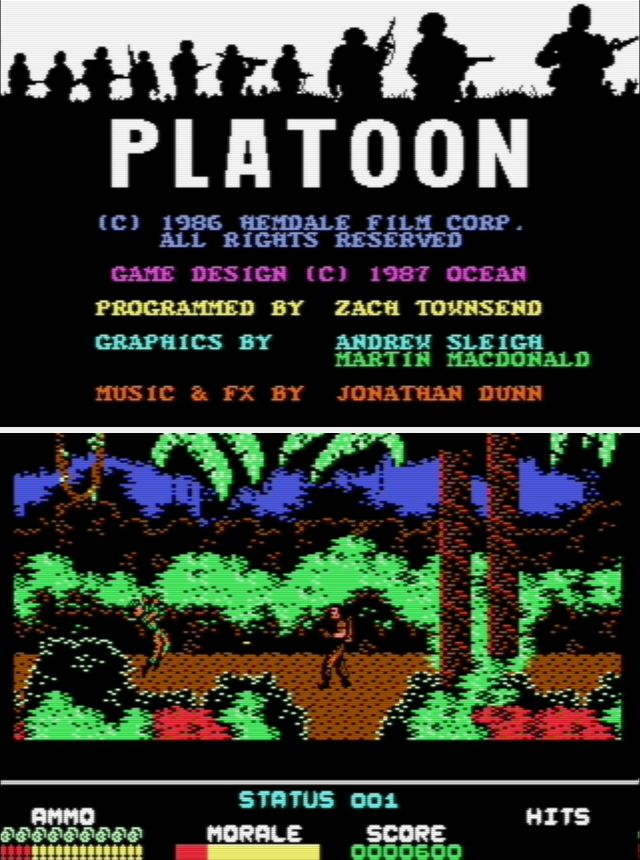 PLATOON
(C) 1986 HEMDALE FILM CORP.
ALL RIGHTS RESERVED
GAME DESIGN (C) 1987 OCEAN
PROGRAMMED BY ZACH TOWNSEND
GRAPHICS BY ANDREW SLEIGH
MARTIN MACDONALD
MUSIC & FX BY JONATHAN DUNN
STATUS 001
AMMO
HITS
MORALE SCORE
0000600